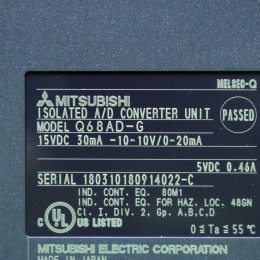 MELSEC-Q
MITSUBISHI
ISOLATED A/D CONVERTER UNIT
PASSED
MODEL Q68AD-G
15VDC 30mA -10~10V/0~20mA
5VDC 0.46A
SERIAL 180310180914022-C
IND. CONT. EQ. 80M1
IND. CONT. EQ. FOR HAZ. LOC. 48GN
Cl. I, DIV. 2, Gp. A,B,C,D
C UL US LISTED
0≦Ta≦55℃
MITSUBISHI ELECTRIC CORPORATION
MADE IN JAPAN